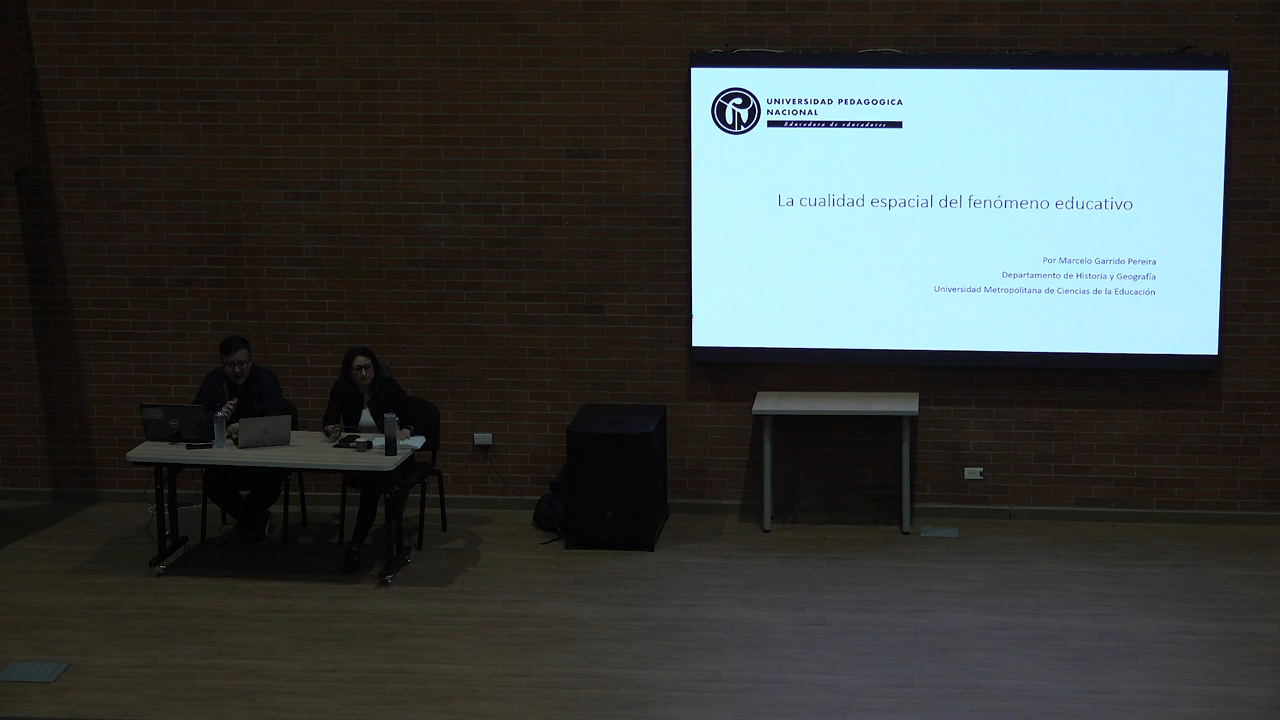 UNIVERSIDAD PEDAGOGICA
NACIONAL
Educadora de educadores
La cualidad espacial del fenómeno educativo
Por Marcelo Garrido Pereira
Departamento de Historia y Geografía
Universidad Metropolitana de Ciencias de la Educación